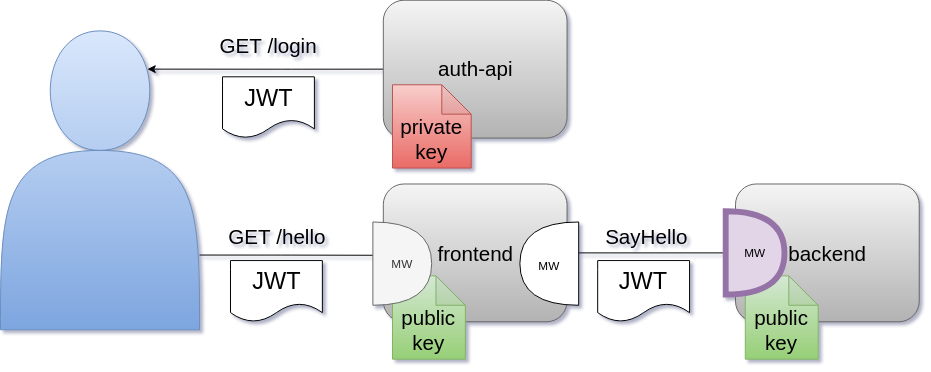 GET /login
JWT
auth-api
private
key
GET /hello
JWT
MW
frontend
MW
public
key
SayHello
JWT
MW
backend
public
key